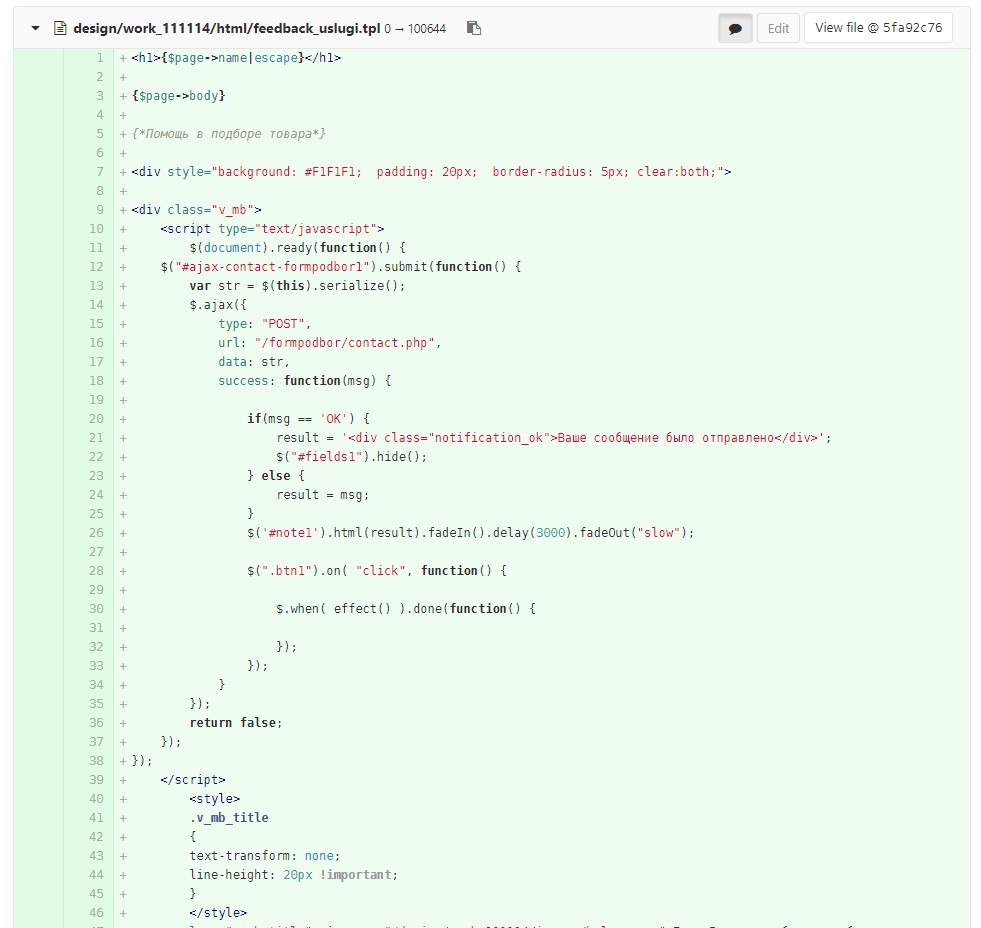 design/work_111114/html/feedback_uslugi.tpl 0 → 100644 Edit View file @ 5fa92c76
1 + <h1>{$page->name|escape}</h1>
2 +
3 + {$page->body}
4 +
5 + {*Помощь в подборе товара*}
6 +
7 + <div style="background: #F1F1F1;  padding: 20px;  border-radius: 5px; clear:both;">
8 +
9 + <div class="v_mb">
10 +     <script type="text/javascript">
11 +         $(document).ready(function() {
12 +     $("#ajax-contact-formpodbor1").submit(function() {
13 +         var str = $(this).serialize();
14 +         $.ajax({
15 +             type: "POST",
16 +             url: "/formpodbor/contact.php",
17 +             data: str,
18 +             success: function(msg) {
19 +
20 +                 if(msg == 'OK') {
21 +                     result = '<div class="notification_ok">Ваше сообщение было отправлено</div>';
22 +                     $("#fields1").hide();
23 +                 } else {
24 +                     result = msg;
25 +                 }
26 +                 $('#note1').html(result).fadeIn().delay(3000).fadeOut("slow");
27 +
28 +                 $(".btn1").on( "click", function() {
29 +
30 +                     $.when( effect() ).done(function() {
31 +
32 +                     });
33 +                 });
34 +             }
35 +         });
36 +         return false;
37 +     });
38 + });
39 +     </script>
40 +         <style>
41 +         .v_mb_title
42 +         {
43 +         text-transform: none;
44 +         line-height: 20px !important;
45 +         }
46 +         </style>